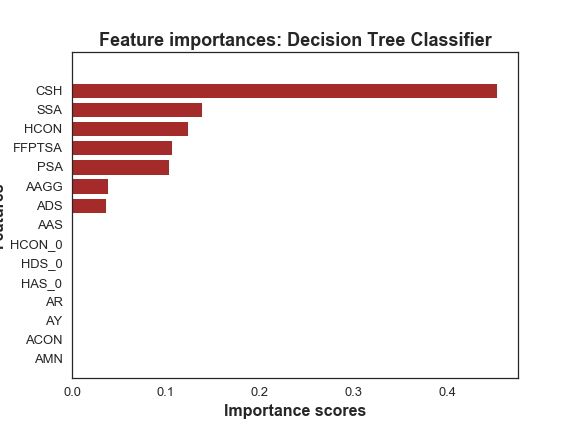 Feature importances: Decision Tree Classifier
CSH
SSA
HCON
FFPTSA
PSA
AAGG
ADS
AAS
HCON_0
HDS_0
HAS_0
AR
AY
ACON
AMN
0.0 0.1 0.2 0.3 0.4
Importance scores